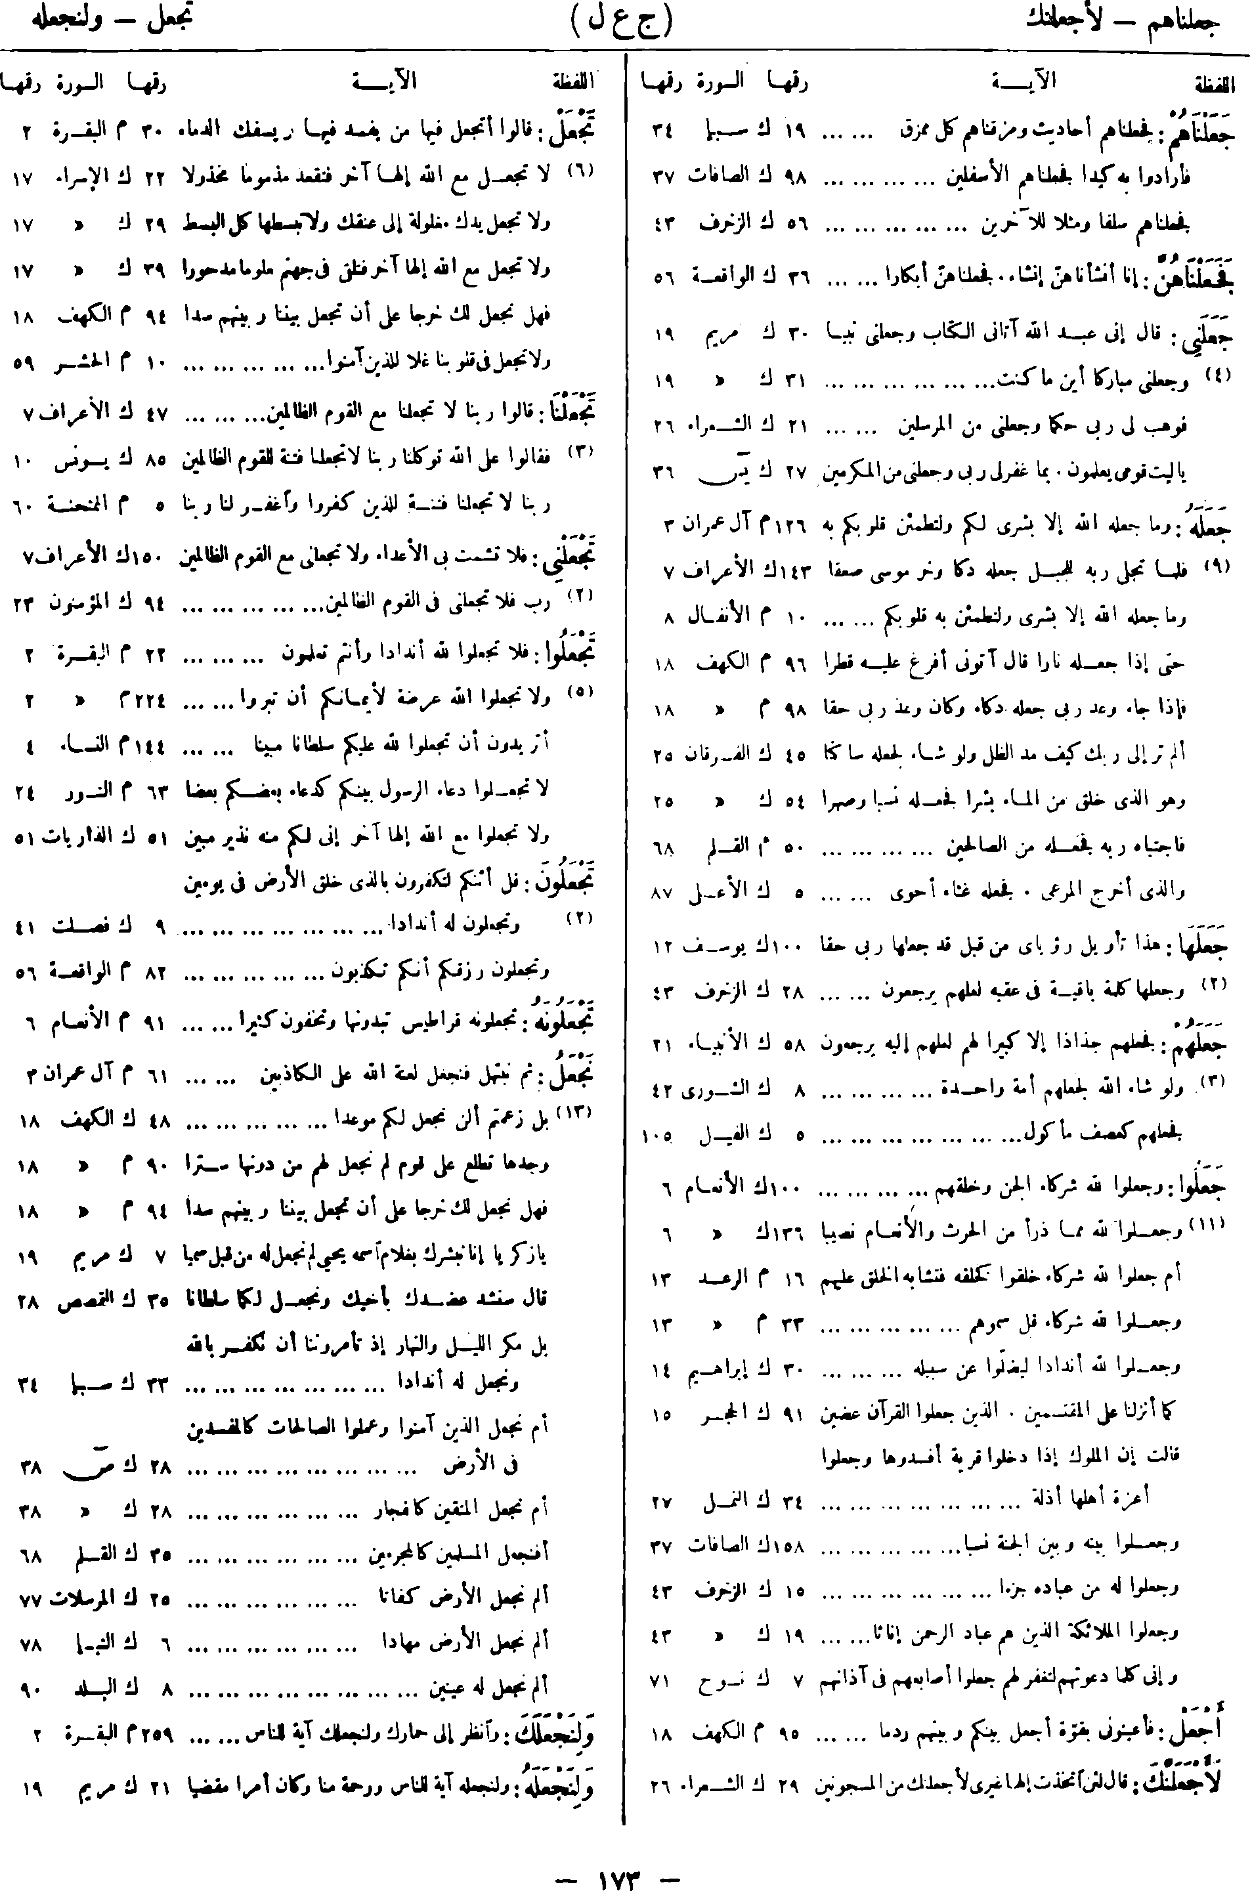 جعلناهم – لأجعلنك
(ج ع ل)
تجعل – ولنجعله
اللفظة الآيــة رقها السورة رقها
جَعَلْنَاهُمْ : فجعلناهم أحاديث ومزقناهم كل ممزق ... ... ١٩ ك سبإ ٣٤
فأرادوا به كيدا فجعلناهم الأسفلين ... ... ... ... ٩٨ ك الصافات ٣٧
فجعلناهم سلفا ومثلا للآخرين ... ... ... ... ... ٥٦ ك الزخرف ٤٣
فَجَعَلْنَاهُنَّ : إنا أنشأناهنّ إنشاء . فجعلناهنّ أبكارا ... ... ٣٦ ك الواقعة ٥٦
جَعَلَنِي : قال إنى عبد الله آتانى الكتاب وجعلنى نبيا ٣٠ ك مريم ١٩
(٤) وجعلنى مباركا أين ما كنت... ... ... ... ... ... ٣١ ك » ١٩
فوهب لى ربى حكما وجعلنى من المرسلين ... ... ٢١ ك الشعراء ٢٦
ياليت قومى يعلمون . بما غفرلى ربى وجعلنى من المكرمين ٢٧ ك يس ٣٦
جَعَلَهُ : وما جعله الله إلا بشرى لكم ولتطمئن قلوبكم به ١٢٦م آل عمران ٣
(٩) فلما تجلى ربه للجبل جعله دكا وخر موسى صعقا ١٤٣ك الأعراف ٧
وما جعله الله إلا بشرى ولتطمئن به قلوبكم ... ... ١٠ م الأنفال ٨
حتى إذا جعله نارا قال آتونى أفرغ عليه قطرا ٩٦ م الكهف ١٨
فإذا جاء وعد ربى جعله دكاء وكان وعد ربى حقا ٩٨ م » ١٨
ألم تر إلى ربك كيف مد الظل ولو شاء لجعله ساكنا ٤٥ ك الفرقان ٢٥
وهو الذى خلق من الماء بشرا فجعله نسبا وصهرا ٥٤ ك » ٢٥
فاجتباه ربه فجعله من الصالحين ... ... ... ... ٥٠ م القلم ٦٨
والذى أخرج المرعى . فجعله غثاء أحوى ... ... ٥ ك الأعلى ٨٧
جَعَلَهَا : هذا تأويل رؤياى من قبل قد جعلها ربى حقا ١٠٠ك يوسف ١٢
(٢) وجعلها كلمة باقية فى عقبه لعلهم يرجعون ... ... ٢٨ ك الزخرف ٤٣
جَعَلَهُمْ : فجعلهم جذاذا إلا كبيرا لهم لعلهم إليه يرجعون ٥٨ ك الأنبياء ٢١
(٣) ولو شاء الله لجعلهم أمة واحدة ... ... ... ... ٨ ك الشورى ٤٢
فجعلهم كعصف مأكول... ... ... ... ... ... ... ٥ ك الفيل ١٠٥
جَعَلُوا : وجعلوا لله شركاء الجن وخلقهم ... ... ... ... ١٠٠ك الأنعام ٦
(١١) وجعلوا لله مما ذرأ من الحرث والأنعام نصيبا ١٣٦ك » ٦
أم جعلوا لله شركاء خلقوا كخلقه فتشابه الخلق عليهم ١٦ م الرعد ١٣
وجعلوا لله شركاء قل سموهم ... ... ... ... ... ٣٣ م » ١٣
وجعلوا لله أندادا ليضلّوا عن سبيله ... ... ... ٣٠ ك إبراهيم ١٤
كما أنزلنا على المقتسمين . الذين جعلوا القرآن عضين ٩١ ك الحجر ١٥
قالت إن الملوك إذا دخلوا قرية أفسدوها وجعلوا
أعزة أهلها أذلة ... ... ... ... ... ... ... ٣٤ ك النمل ٢٧
وجعلوا بينه وبين الجنة نسبا... ... ... ... ... ١٥٨ك الصافات ٣٧
وجعلوا له من عباده جزءا ... ... ... ... ... ... ١٥ ك الزخرف ٤٣
وجعلوا الملائكة الذين هم عباد الرحمن إناثا... ... ١٩ ك » ٤٣
وإنى كلما دعوتهم لتغفر لهم جعلوا أصابعهم فى آذانهم ٧ ك نوح ٧١
أَجْعَلْ : فأعينونى بقوّة أجعل بينكم وبينهم ردما ... ... ٩٥ م الكهف ١٨
لَأَجْعَلَنَّكَ : قال لئن آتخذت إلها غيرى لأجعلنك من المسجونين ٢٩ ك الشعراء ٢٦
اللفظة الآيــة رقها السورة رقها
تَجْعَلْ : قالوا أتجعل فيها من يفسد فيها ويسفك الدماء ٣٠ م البقرة ٢
(٦) لا تجعل مع الله إلها آخر فتقعد مذموما مخذولا ٢٢ ك الإسراء ١٧
ولا تجعل يدك مغلولة إلى عنقك ولا تبسطها كل البسط ٢٩ ك » ١٧
ولا تجعل مع الله إلها آخر فتلقى فى جهنم ملوما مدحورا ٣٩ ك » ١٧
فهل نجعل لك خرجا على أن تجعل بيننا وبينهم سدا ٩٤ م الكهف ١٨
ولا تجعل فى قلوبنا غلا للذين آمنوا... ... ... ... ... ١٠ م الحشر ٥٩
تَجْعَلْنَا : قالوا ربنا لا تجعلنا مع القوم الظالمين... ... ... ٤٧ ك الأعراف ٧
(٣) فقالوا على الله توكلنا ربنا لا تجعلنا فتنة للقوم الظالمين ٨٥ ك يونس ١٠
ربنا لا تجعلنا فتنة للذين كفروا وآغفر لنا ربنا ٥ م الممتحنة ٦٠
تَجْعَلْنِي : فلا تشمت بى الأعداء ولا تجعلنى مع القوم الظالمين ١٥٠ك الأعراف ٧
(٢) رب فلا تجعلنى فى القوم الظالمين... ... ... ... ... ٩٤ ك المؤمنون ٢٣
تَجْعَلُوا : فلا تجعلوا لله أندادا وأنتم تعلمون ... ... ... ٢٢ م البقرة ٢
(٥) ولا تجعلوا الله عرضة لأيمانكم أن تبروا ... ... ٢٢٤م » ٢
أتريدون أن تجعلوا لله عليكم سلطانا مبينا ... ... ١٤٤م النساء ٤
لا تجعلوا دعاء الرسول بينكم كدعاء بعضكم بعضا ٦٣ م النور ٢٤
ولا تجعلوا مع الله إلها آخر إنى لكم منه نذير مبين ٥١ ك الذاريات ٥١
تَجْعَلُونَ : قل أئنكم لتكفرون بالذى خلق الأرض فى يومين
(٢) وتجعلون له أندادا ... ... ... ... ... ... ... ٩ ك فصلت ٤١
وتجعلون رزقكم أنكم تكذبون ... ... ... ... ... ٨٢ م الواقعة ٥٦
تَجْعَلُونَهُ : تجعلونه قراطيس تبدونها وتخفون كثيرا ... ... ٩١ م الأنعام ٦
نَجْعَلُ : ثم نبتهل فنجعل لعنة الله على الكاذبين ... ... ٦١ م آل عمران ٣
(١٣) بل زعمتم ألن نجعل لكم موعدا ... ... ... ... ... ٤٨ ك الكهف ١٨
وجدها تطلع على قوم لم نجعل لهم من دونها سترا ٩٠ م » ١٨
فهل نجعل لك خرجا على أن تجعل بيننا وبينهم سدا ٩٤ م » ١٨
يا زكريا إنا نبشرك بغلام آسمه يحيى لم نجعل له من قبل سميا ٧ ك مريم ١٩
قال سنشد عضدك بأخيك ونجعل لكما سلطانا ٣٥ ك القصص ٢٨
بل مكر الليل والنهار إذ تأمروننا أن نكفر بالله
ونجعل له أندادا ... ... ... ... ... ... ... ٣٣ ك سبإ ٣٤
أم نجعل الذين آمنوا وعملوا الصالحات كالمفسدين
فى الأرض ... ... ... ... ... ... ... ... ٢٨ ك ص ٣٨
أم نجعل المتقين كالفجار ... ... ... ... ... ... ٢٨ ك » ٣٨
أفنجعل المسلمين كالمجرمين ... ... ... ... ... ... ٣٥ ك القلم ٦٨
ألم نجعل الأرض كفاتا ... ... ... ... ... ... ٢٥ ك المرسلات ٧٧
ألم نجعل الأرض مهادا ... ... ... ... ... ... ٦ ك النبإ ٧٨
ألم نجعل له عينين ... ... ... ... ... ... ... ... ٨ ك البلد ٩٠
وَلِنَجْعَلَكَ : وآنظر إلى حمارك ولنجعلك آية للناس ... ... ٢٥٩م البقرة ٢
وَلِنَجْعَلَهُ : ولنجعله آية للناس ورحمة منا وكان أمرا مقضيا ٢١ ك مريم ١٩
– ١٧٣ –